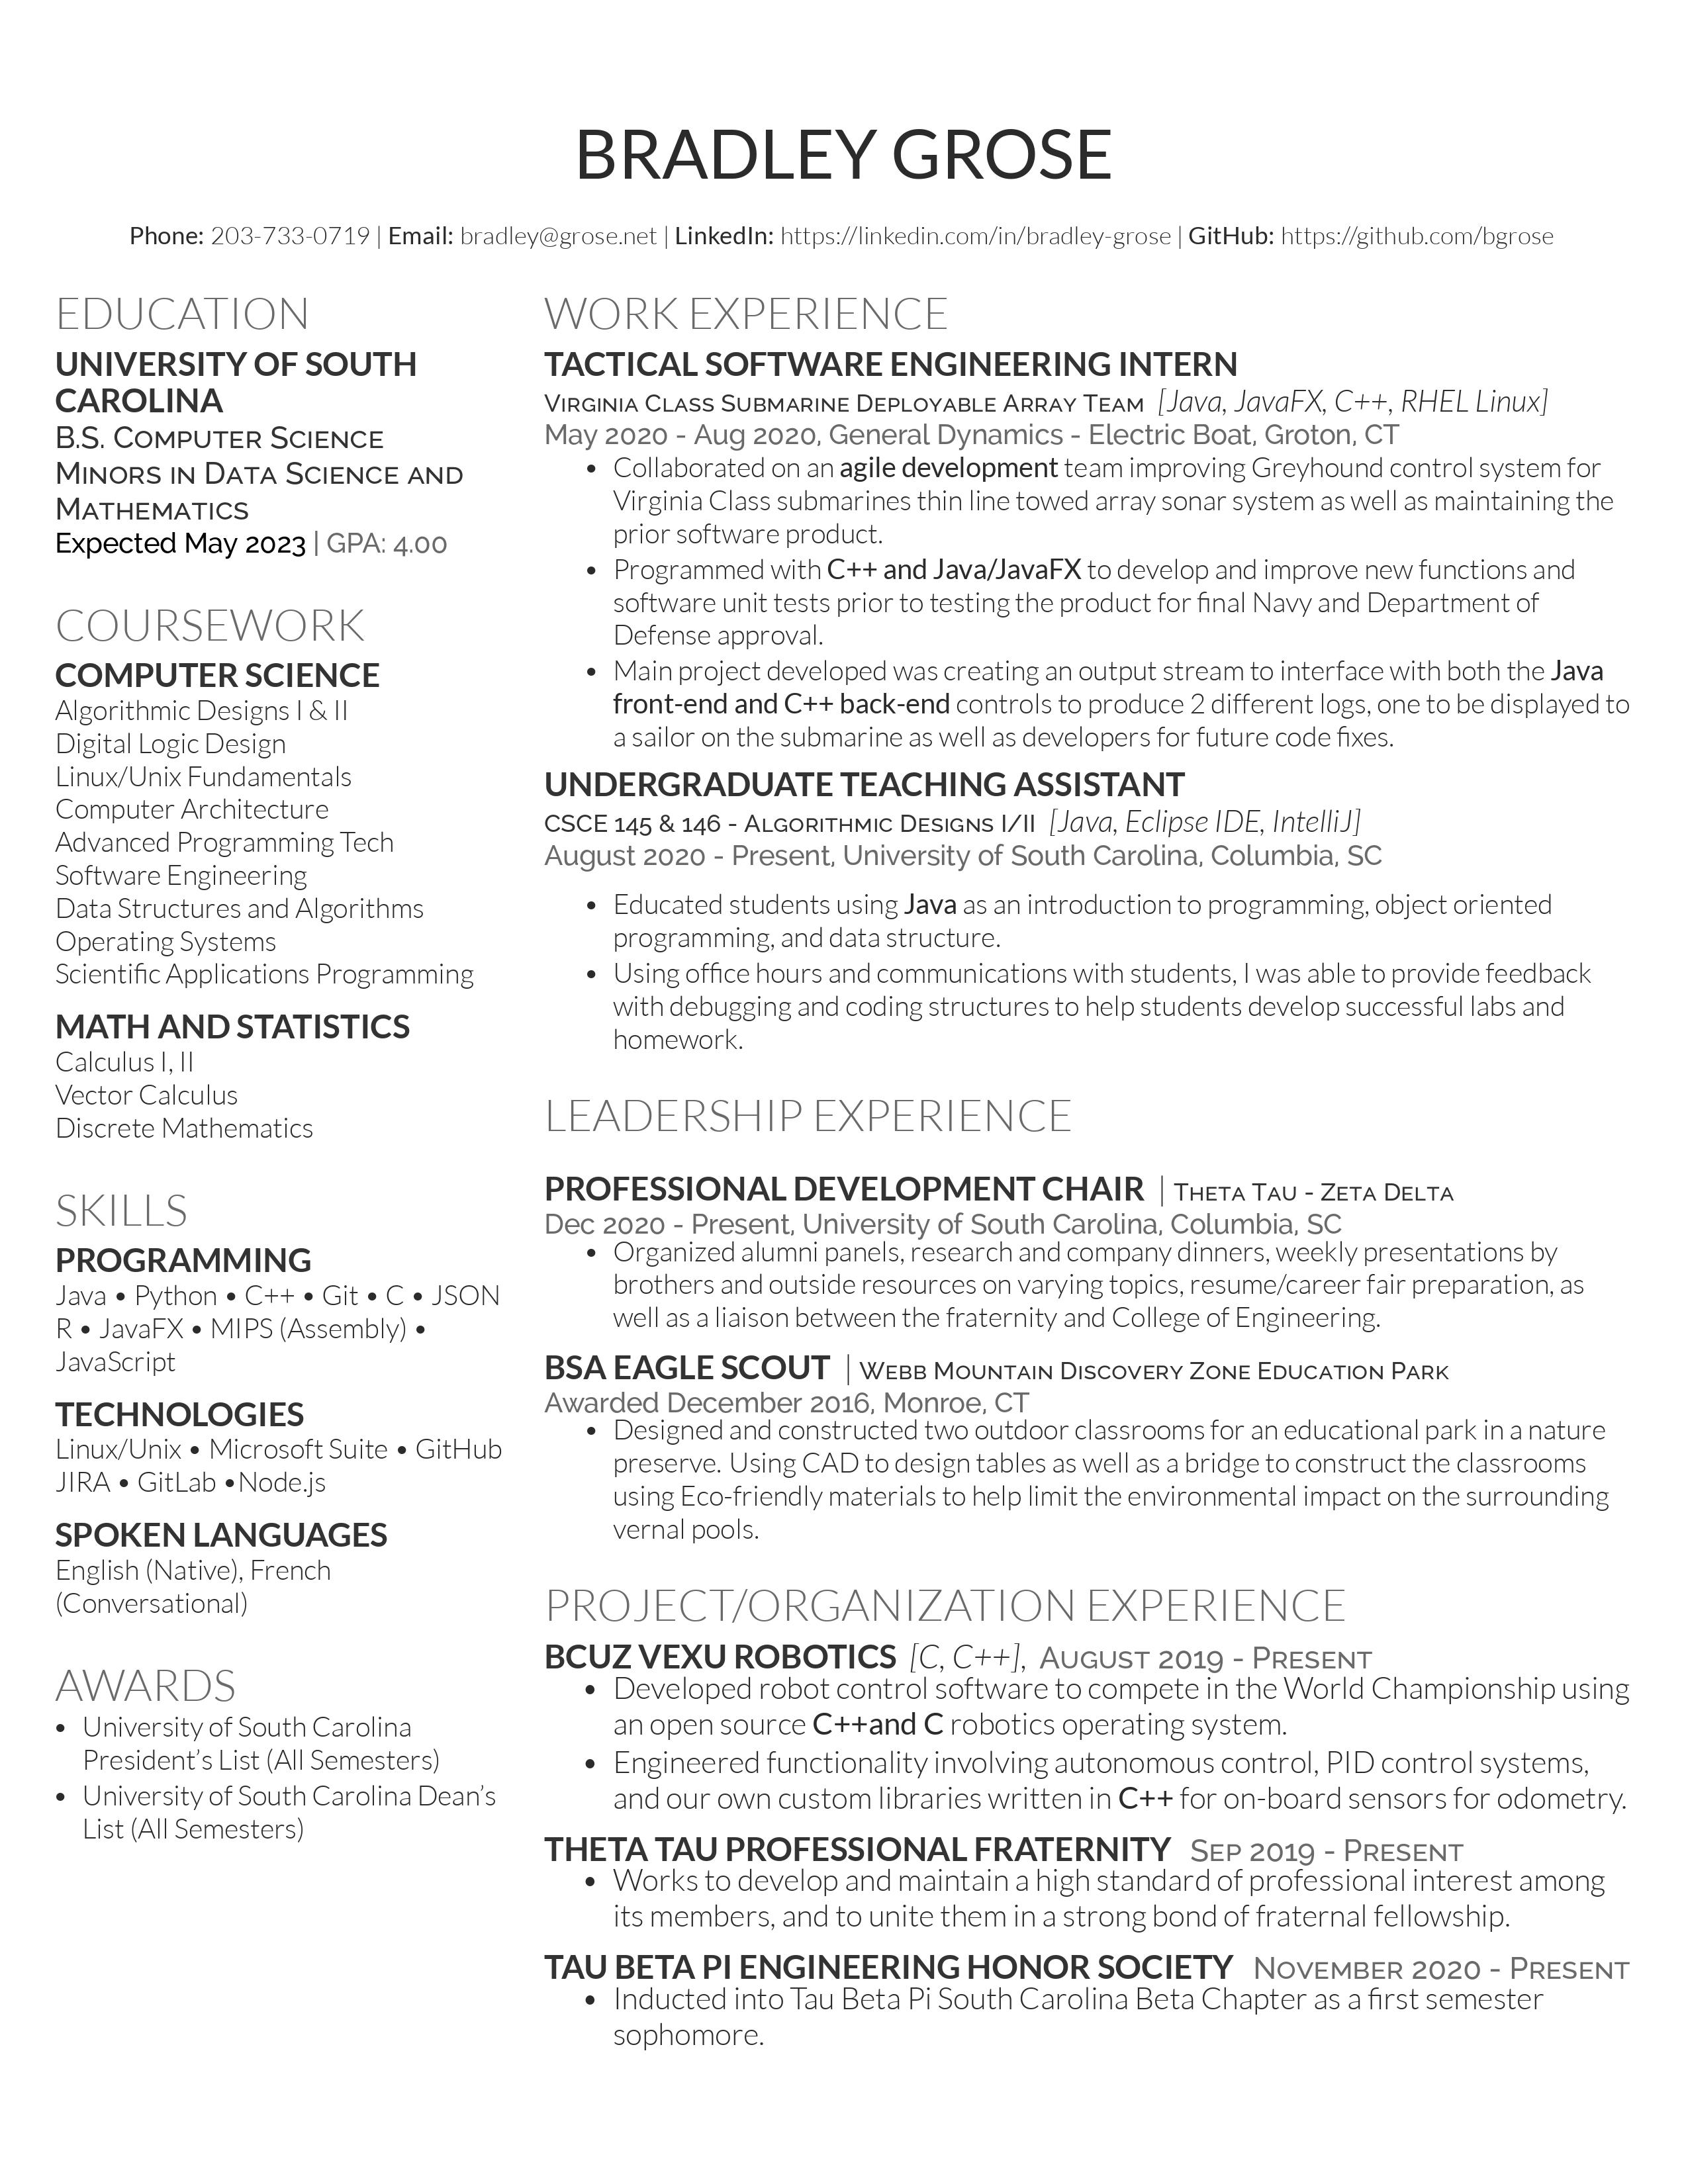 BRADLEY GROSE
Phone: 203-733-0719 | Email: bradley@grose.net | LinkedIn: https://linkedin.com/in/bradley-grose | GitHub: https://github.com/bgrose
EDUCATION
UNIVERSITY OF SOUTH
CAROLINA
B.S. Computer Science
Minors in Data Science and
Mathematics
Expected May 2023 | GPA: 4.00
COURSEWORK
COMPUTER SCIENCE
Algorithmic Designs I & II
Digital Logic Design
Linux/Unix Fundamentals
Computer Architecture
Advanced Programming Tech
Software Engineering
Data Structures and Algorithms
Operating Systems
Scientific Applications Programming
MATH AND STATISTICS
Calculus I, II
Vector Calculus
Discrete Mathematics
SKILLS
PROGRAMMING
Java • Python • C++ • Git • C • JSON
R • JavaFX • MIPS (Assembly) •
JavaScript
TECHNOLOGIES
Linux/Unix • Microsoft Suite • GitHub
JIRA • GitLab •Node.js
SPOKEN LANGUAGES
English (Native), French
(Conversational)
AWARDS
• University of South Carolina
President’s List (All Semesters)
• University of South Carolina Dean’s
List (All Semesters)
WORK EXPERIENCE
TACTICAL SOFTWARE ENGINEERING INTERN
Virginia Class Submarine Deployable Array Team [Java, JavaFX, C++, RHEL Linux]
May 2020 - Aug 2020, General Dynamics - Electric Boat, Groton, CT
• Collaborated on an agile development team improving Greyhound control system for
Virginia Class submarines thin line towed array sonar system as well as maintaining the
prior software product.
• Programmed with C++ and Java/JavaFX to develop and improve new functions and
software unit tests prior to testing the product for final Navy and Department of
Defense approval.
• Main project developed was creating an output stream to interface with both the Java
front-end and C++ back-end controls to produce 2 different logs, one to be displayed to
a sailor on the submarine as well as developers for future code fixes.
UNDERGRADUATE TEACHING ASSISTANT
CSCE 145 & 146 - Algorithmic Designs I/II [Java, Eclipse IDE, IntelliJ]
August 2020 - Present, University of South Carolina, Columbia, SC
• Educated students using Java as an introduction to programming, object oriented
programming, and data structure.
• Using office hours and communications with students, I was able to provide feedback
with debugging and coding structures to help students develop successful labs and
homework.
LEADERSHIP EXPERIENCE
PROFESSIONAL DEVELOPMENT CHAIR | Theta Tau - Zeta Delta
Dec 2020 - Present, University of South Carolina, Columbia, SC
• Organized alumni panels, research and company dinners, weekly presentations by
brothers and outside resources on varying topics, resume/career fair preparation, as
well as a liaison between the fraternity and College of Engineering.
BSA EAGLE SCOUT | Webb Mountain Discovery Zone Education Park
Awarded December 2016, Monroe, CT
• Designed and constructed two outdoor classrooms for an educational park in a nature
preserve. Using CAD to design tables as well as a bridge to construct the classrooms
using Eco-friendly materials to help limit the environmental impact on the surrounding
vernal pools.
PROJECT/ORGANIZATION EXPERIENCE
BCUZ VEXU ROBOTICS [C, C++], August 2019 - Present
• Developed robot control software to compete in the World Championship using
an open source C++and C robotics operating system.
• Engineered functionality involving autonomous control, PID control systems,
and our own custom libraries written in C++ for on-board sensors for odometry.
THETA TAU PROFESSIONAL FRATERNITY Sep 2019 - Present
• Works to develop and maintain a high standard of professional interest among
its members, and to unite them in a strong bond of fraternal fellowship.
TAU BETA PI ENGINEERING HONOR SOCIETY November 2020 - Present
• Inducted into Tau Beta Pi South Carolina Beta Chapter as a first semester
sophomore.